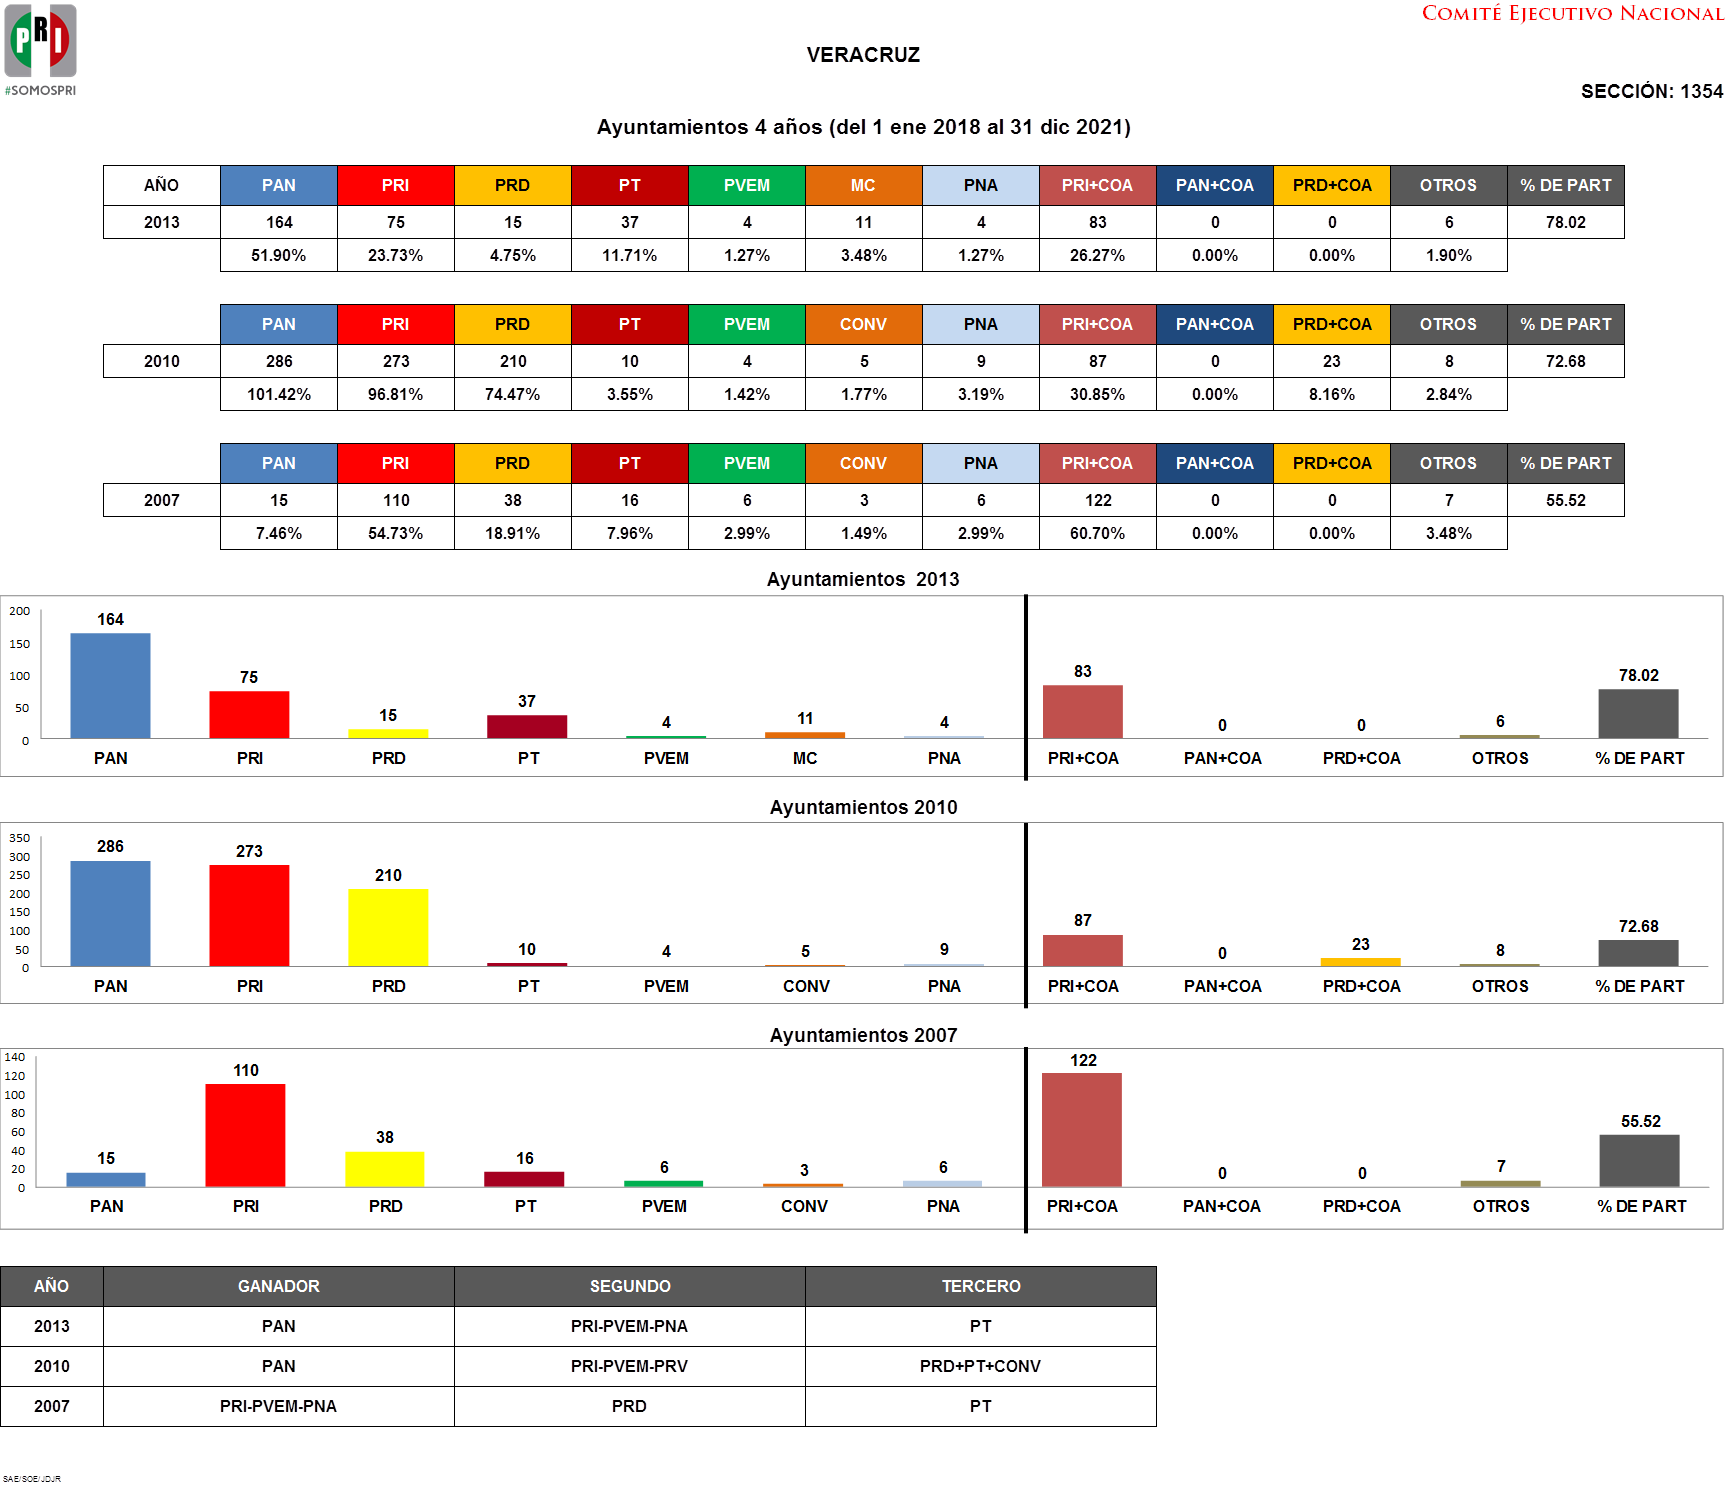 PRI
#SOMOSPRI
COMITÉ EJECUTIVO NACIONAL
VERACRUZ
SECCIÓN: 1354
Ayuntamientos 4 años (del 1 ene 2018 al 31 dic 2021)
AÑO PAN PRI PRD PT PVEM MC PNA PRI+COA PAN+COA PRD+COA OTROS % DE PART
2013 164 75 15 37 4 11 4 83 0 0 6 78.02
51.90% 23.73% 4.75% 11.71% 1.27% 3.48% 1.27% 26.27% 0.00% 0.00% 1.90%
PAN PRI PRD PT PVEM CONV PNA PRI+COA PAN+COA PRD+COA OTROS % DE PART
2010 286 273 210 10 4 5 9 87 0 23 8 72.68
101.42% 96.81% 74.47% 3.55% 1.42% 1.77% 3.19% 30.85% 0.00% 8.16% 2.84%
PAN PRI PRD PT PVEM CONV PNA PRI+COA PAN+COA PRD+COA OTROS % DE PART
2007 15 110 38 16 6 3 6 122 0 0 7 55.52
7.46% 54.73% 18.91% 7.96% 2.99% 1.49% 2.99% 60.70% 0.00% 0.00% 3.48%
Ayuntamientos 2013
200
150
100
50
0
164 75 15 37 4 11 4 83 0 0 6 78.02
PAN PRI PRD PT PVEM MC PNA PRI+COA PAN+COA PRD+COA OTROS % DE PART
Ayuntamientos 2010
350
300
250
200
150
100
50
0
286 273 210 10 4 5 9 87 0 23 8 72.68
PAN PRI PRD PT PVEM CONV PNA PRI+COA PAN+COA PRD+COA OTROS % DE PART
Ayuntamientos 2007
140
120
100
80
60
40
20
0
15 110 38 16 6 3 6 122 0 0 7 55.52
PAN PRI PRD PT PVEM CONV PNA PRI+COA PAN+COA PRD+COA OTROS % DE PART
AÑO GANADOR SEGUNDO TERCERO
2013 PAN PRI-PVEM-PNA PT
2010 PAN PRI-PVEM-PRV PRD+PT+CONV
2007 PRI-PVEM-PNA PRD PT
SAE/SOE/JDJR